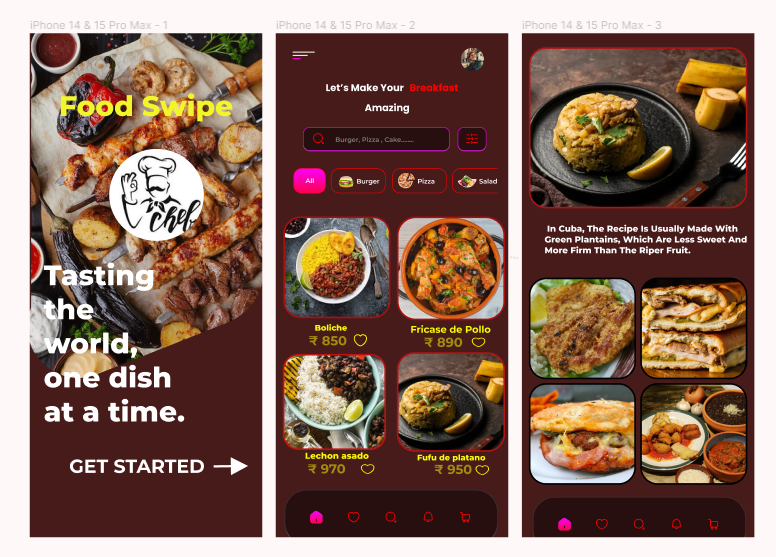 iPhone 14 & 15 Pro Max - 1
Food Swipe
chef
Tasting
the
world,
one dish
at a time.
GET STARTED
iPhone 14 & 15 Pro Max - 2
Let's Make Your Breakfast
Amazing
Burger, Pizza , Cake.......
All
Burger
Pizza
Salad
Boliche
₹ 850
Fricase de Pollo
₹ 890
Lechon asado
₹ 970
Fufu de platano
₹ 950
iPhone 14 & 15 Pro Max - 3
In Cuba, The Recipe Is Usually Made With
Green Plantains, Which Are Less Sweet And
More Firm Than The Riper Fruit.